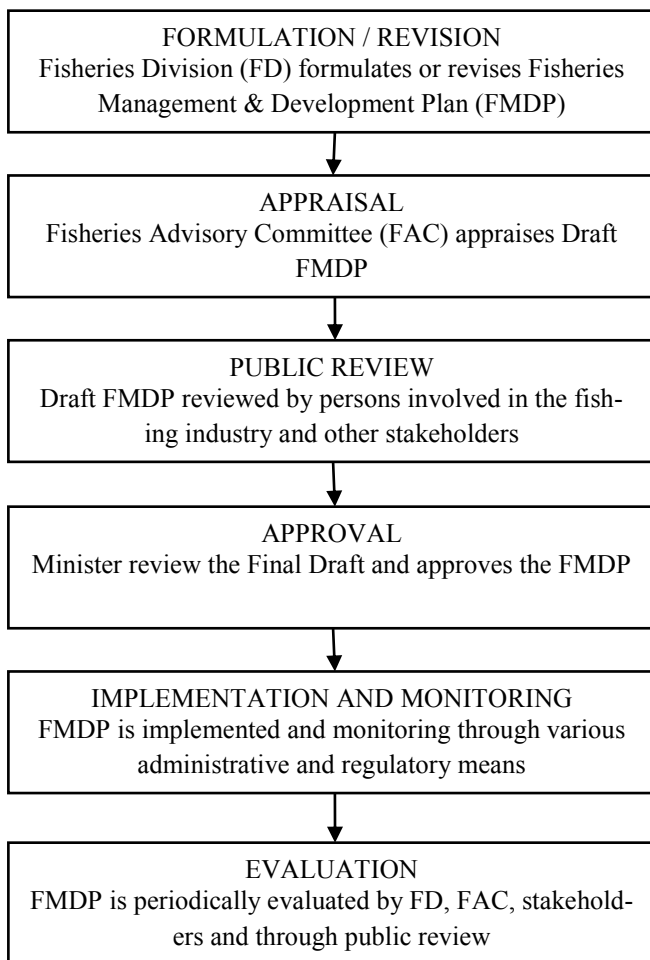 FORMULATION / REVISION
Fisheries Division (FD) formulates or revises Fisheries
Management & Development Plan (FMDP)
APPRAISAL
Fisheries Advisory Committee (FAC) appraises Draft
FMDP
PUBLIC REVIEW
Draft FMDP reviewed by persons involved in the fish-
ing industry and other stakeholders
APPROVAL
Minister review the Final Draft and approves the FMDP
IMPLEMENTATION AND MONITORING
FMDP is implemented and monitoring through various
administrative and regulatory means
EVALUATION
FMDP is periodically evaluated by FD, FAC, stakehold-
ers and through public review